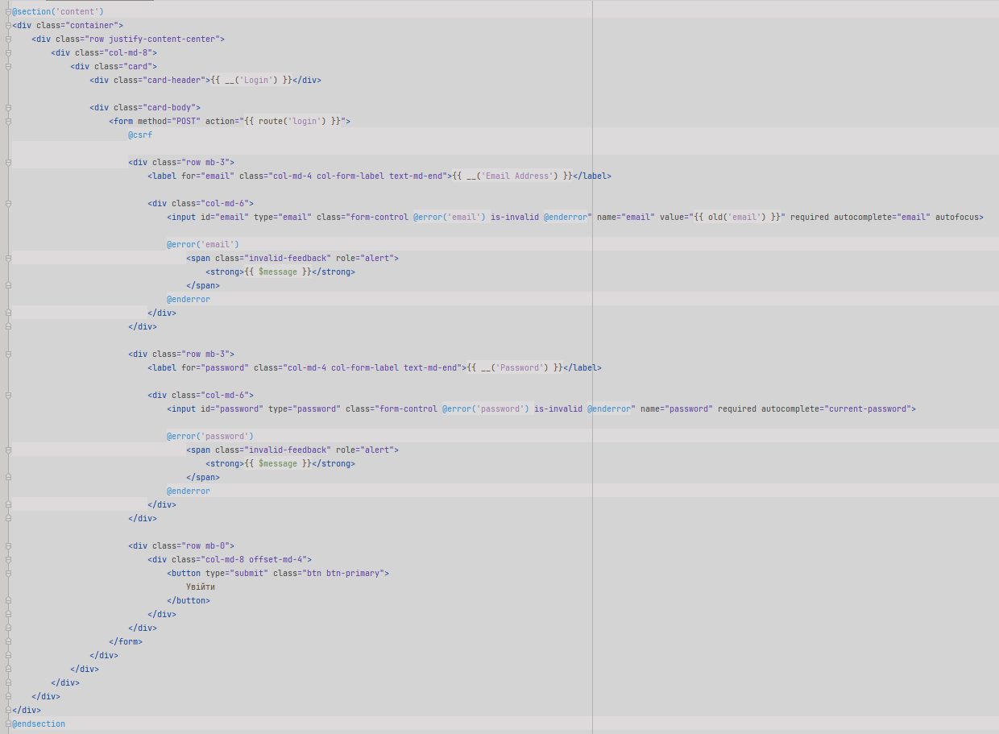 @section('content')
<div class="container">
    <div class="row justify-content-center">
        <div class="col-md-8">
            <div class="card">
                <div class="card-header">{{ __('Login') }}</div>

                <div class="card-body">
                    <form method="POST" action="{{ route('login') }}">
                        @csrf

                        <div class="row mb-3">
                            <label for="email" class="col-md-4 col-form-label text-md-end">{{ __('Email Address') }}</label>

                            <div class="col-md-6">
                                <input id="email" type="email" class="form-control @error('email') is-invalid @enderror" name="email" value="{{ old('email') }}" required autocomplete="email" autofocus>

                                @error('email')
                                    <span class="invalid-feedback" role="alert">
                                        <strong>{{ $message }}</strong>
                                    </span>
                                @enderror
                            </div>
                        </div>

                        <div class="row mb-3">
                            <label for="password" class="col-md-4 col-form-label text-md-end">{{ __('Password') }}</label>

                            <div class="col-md-6">
                                <input id="password" type="password" class="form-control @error('password') is-invalid @enderror" name="password" required autocomplete="current-password">

                                @error('password')
                                    <span class="invalid-feedback" role="alert">
                                        <strong>{{ $message }}</strong>
                                    </span>
                                @enderror
                            </div>
                        </div>

                        <div class="row mb-0">
                            <div class="col-md-8 offset-md-4">
                                <button type="submit" class="btn btn-primary">
                                    Увійти
                                </button>
                            </div>
                        </div>
                    </form>
                </div>
            </div>
        </div>
    </div>
</div>
@endsection